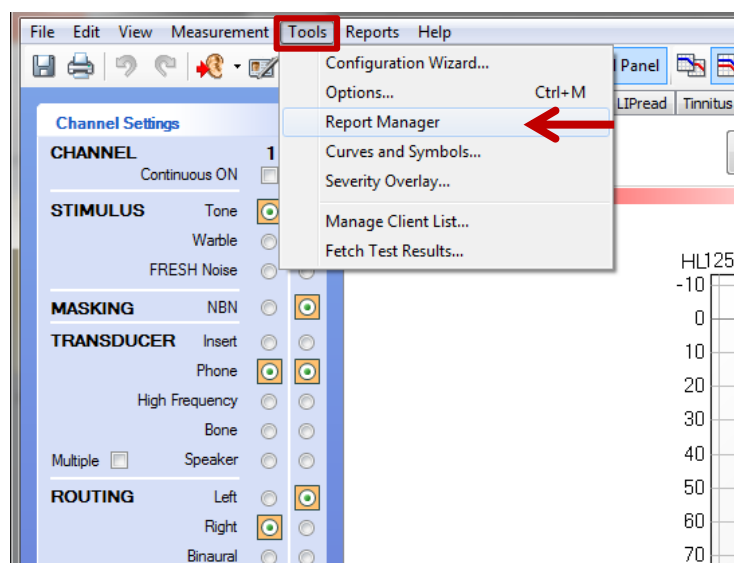 File Edit View Measurement Tools Reports Help
Configuration Wizard...
Panel
Options... Ctrl+M
LIPread Tinnitus
Channel Settings
Report Manager
CHANNEL 1
Curves and Symbols...
Continuous ON
Severity Overlay...
STIMULUS Tone
Manage Client List...
Warble
Fetch Test Results...
FRESH Noise
HL125
-10
MASKING NBN
0
TRANSDUCER Insert
10
Phone
20
High Frequency
30
Bone
40
Multiple Speaker
50
ROUTING Left
60
Right
70
Binaural